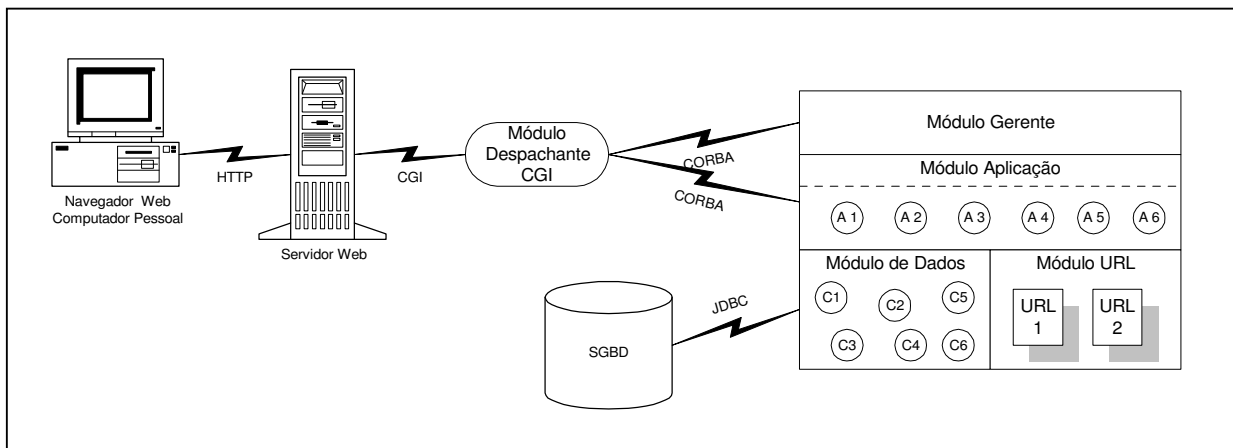 Navegador Web
Computador Pessoal
HTTP
Servidor Web
CGI
Módulo
Despachante
CGI
CORBA
CORBA
Módulo Gerente
Módulo Aplicação
A 1 A 2 A 3 A 4 A 5 A 6
Módulo de Dados
C1 C2 C5
C3 C4 C6
Módulo URL
URL
1
URL
2
JDBC
SGBD